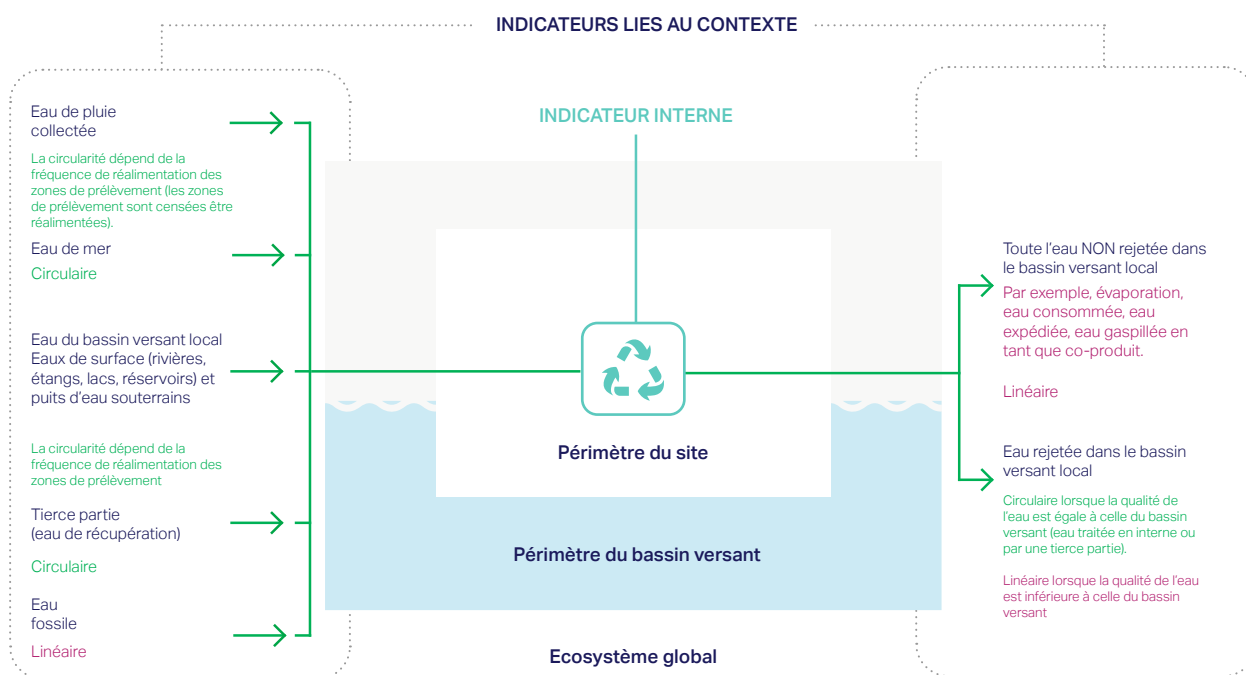 INDICATEURS LIES AU CONTEXTE
Eau de pluie
collectée
La circularité dépend de la
fréquence de réalimentation des
zones de prélèvement (les zones
de prélèvement sont censées être
réalimentées).
Eau de mer
Circulaire
Eau du bassin versant local
Eaux de surface (rivières,
étangs, lacs, réservoirs) et
puits d'eau souterrains
La circularité dépend de la
fréquence de réalimentation des
zones de prélèvement
Tierce partie
(eau de récupération)
Circulaire
Eau
fossile
Linéaire
INDICATEUR INTERNE
Périmètre du site
Périmètre du bassin versant
Ecosystème global
Toute l'eau NON rejetée dans
le bassin versant local
Par exemple, évaporation,
eau consommée, eau
expédiée, eau gaspillée en
tant que co-produit.
Linéaire
Eau rejetée dans le bassin
versant local
Circulaire lorsque la qualité de
l'eau est égale à celle du bassin
versant (eau traitée en interne ou
par une tierce partie).
Linéaire lorsque la qualité de l'eau
est inférieure à celle du bassin
versant